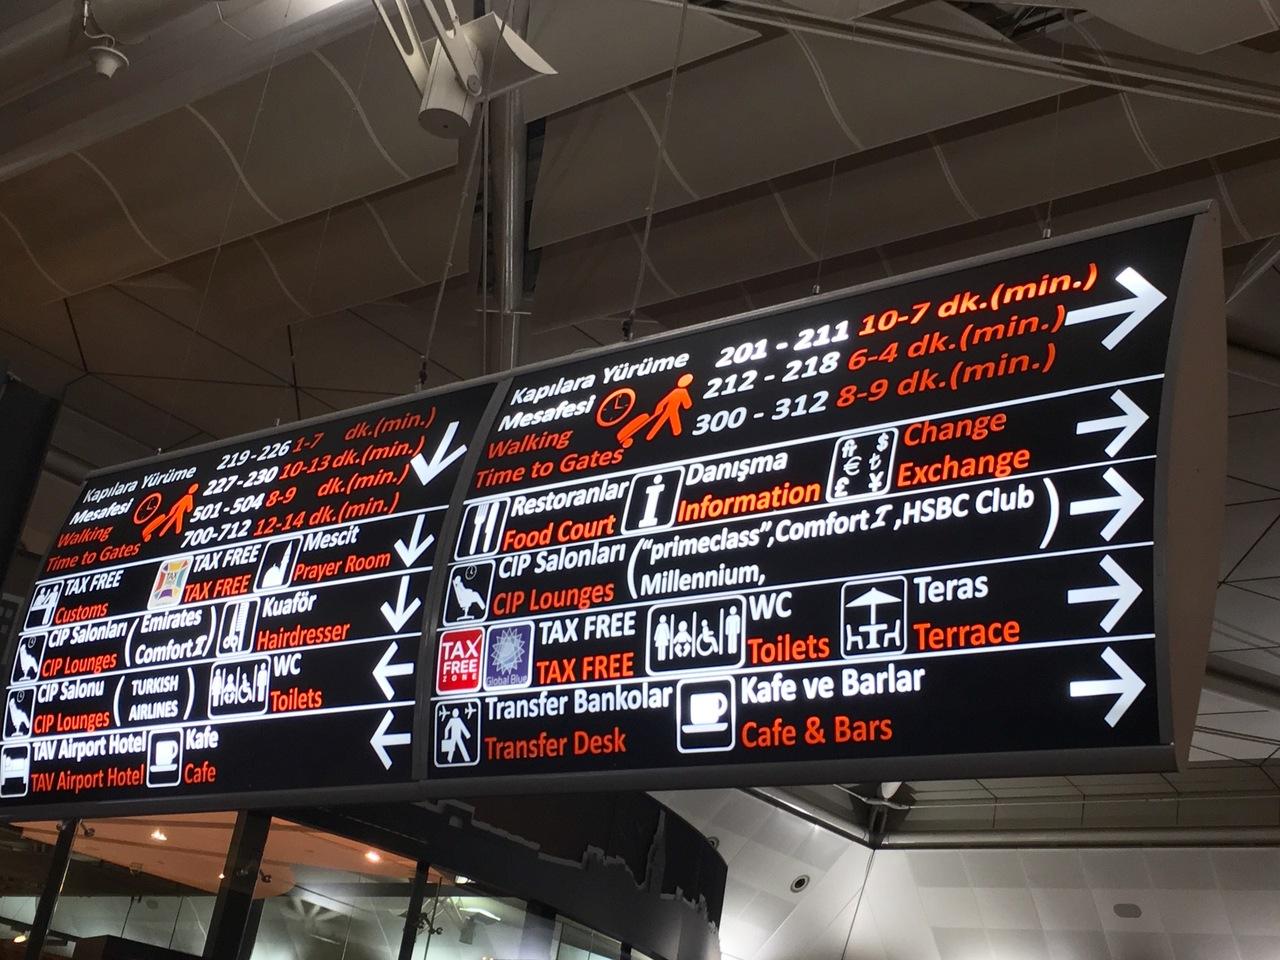 Kapılara Yürüme Mesafesi
Walking Time to Gates
219-226 1-7 dk.(min.)
227-230 10-13 dk.(min.)
501-504 8-9 dk.(min.)
700-712 12-14 dk.(min.)
TAX FREE TAX FREE Mescit
Customs TAX FREE Prayer Room
CIP Salonları (Emirates Comfort I) Kuaför
CIP Lounges Hairdresser
CIP Salonu (TURKISH AIRLINES) WC
CIP Lounges Toilets
TAV Airport Hotel Kafe
TAV Airport Hotel Cafe
Kapılara Yürüme Mesafesi
Walking Time to Gates
201 - 211 10-7 dk.(min.)
212 - 218 6-4 dk.(min.)
300 - 312 8-9 dk.(min.)
Restoranlar Danışma Change
Food Court Information Exchange
CIP Salonları ("primeclass",Comfort I ,HSBC Club
CIP Lounges Millennium, )
TAX FREE ZONE Global Blue TAX FREE WC Teras
TAX FREE Toilets Terrace
Transfer Bankolar Kafe ve Barlar
Transfer Desk Cafe & Bars